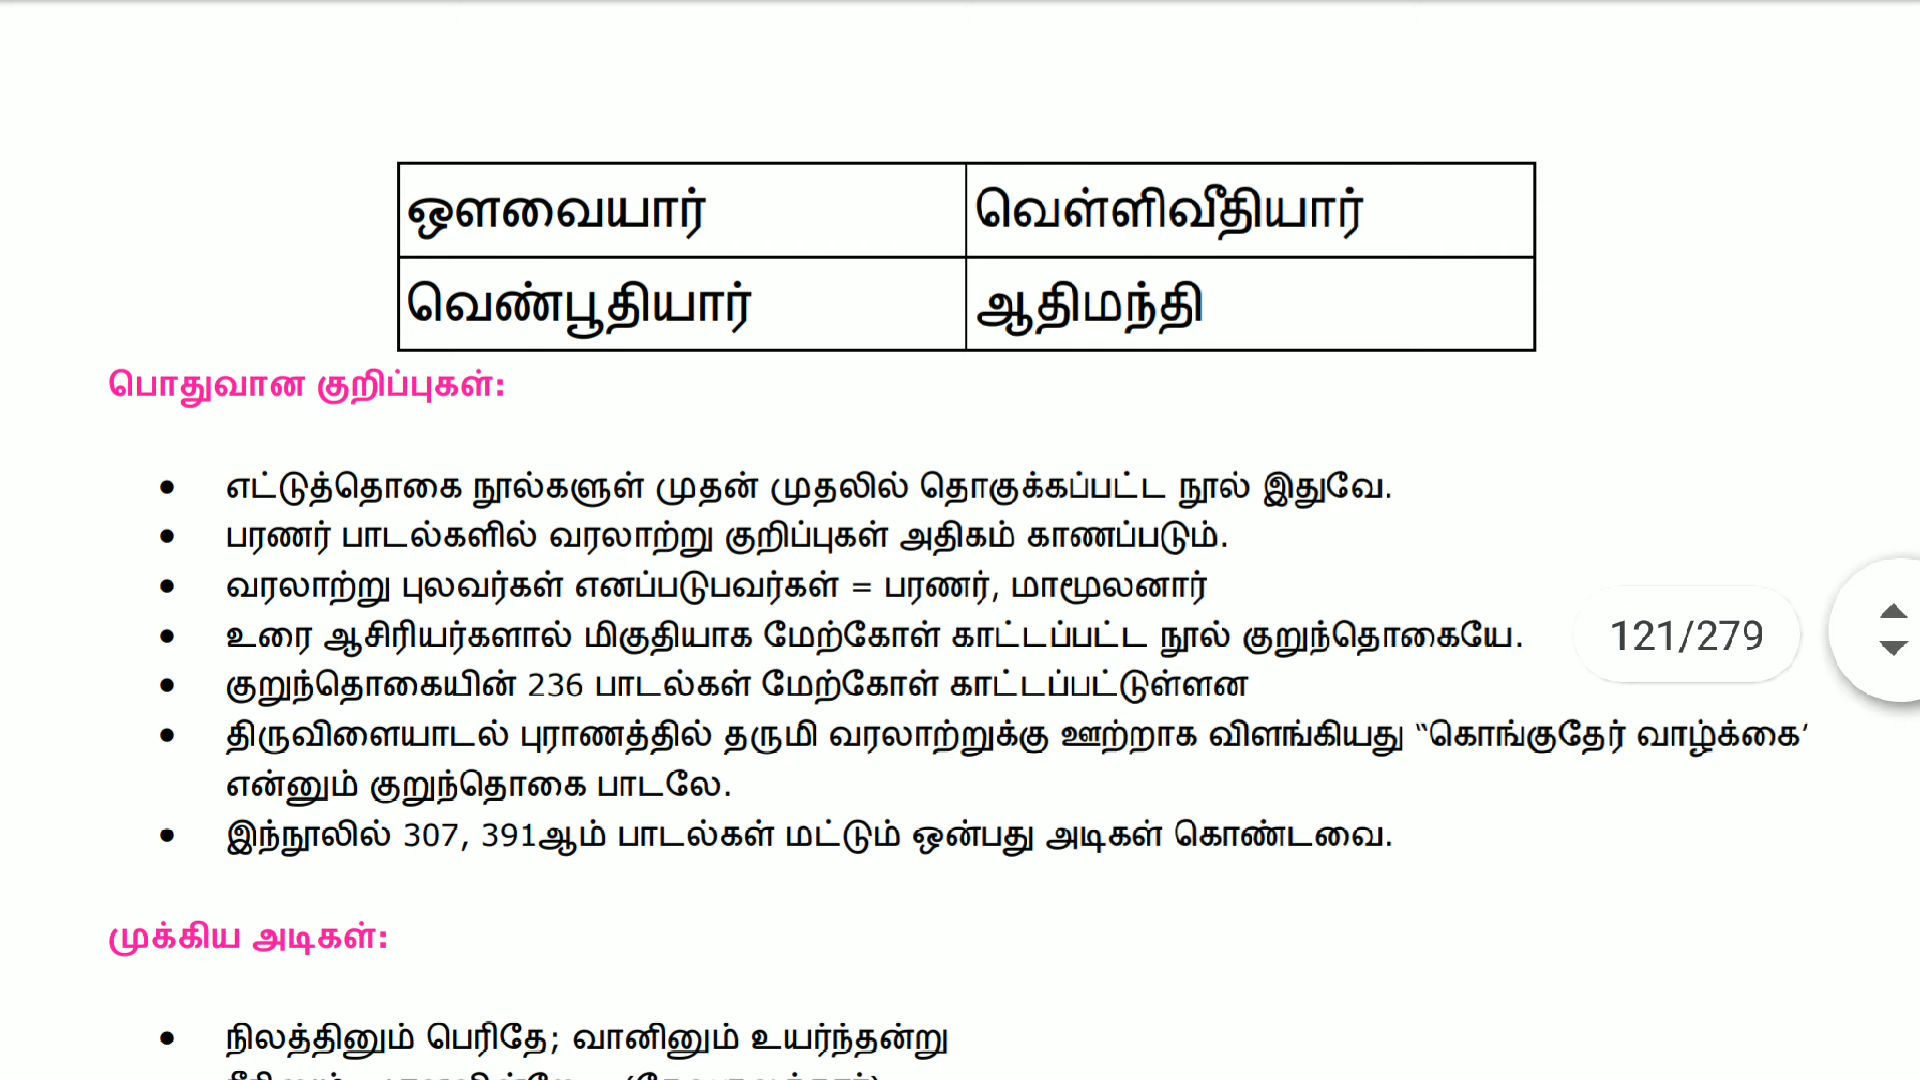 ஔவையார் வெள்ளிவீதியார்
வெண்பூதியார் ஆதிமந்தி
பொதுவான குறிப்புகள்:
• எட்டுத்தொகை நூல்களுள் முதன் முதலில் தொகுக்கப்பட்ட நூல் இதுவே.
• பரணர் பாடல்களில் வரலாற்று குறிப்புகள் அதிகம் காணப்படும்.
• வரலாற்று புலவர்கள் எனப்படுபவர்கள் = பரணர், மாமூலனார்
• உரை ஆசிரியர்களால் மிகுதியாக மேற்கோள் காட்டப்பட்ட நூல் குறுந்தொகையே.
121/279
• குறுந்தொகையின் 236 பாடல்கள் மேற்கோள் காட்டப்பட்டுள்ளன
• திருவிளையாடல் புராணத்தில் தருமி வரலாற்றுக்கு ஊற்றாக விளங்கியது “கொங்குதேர் வாழ்க்கை’
என்னும் குறுந்தொகை பாடலே.
• இந்நூலில் 307, 391ஆம் பாடல்கள் மட்டும் ஒன்பது அடிகள் கொண்டவை.
முக்கிய அடிகள்:
• நிலத்தினும் பெரிதே; வானினும் உயர்ந்தன்று